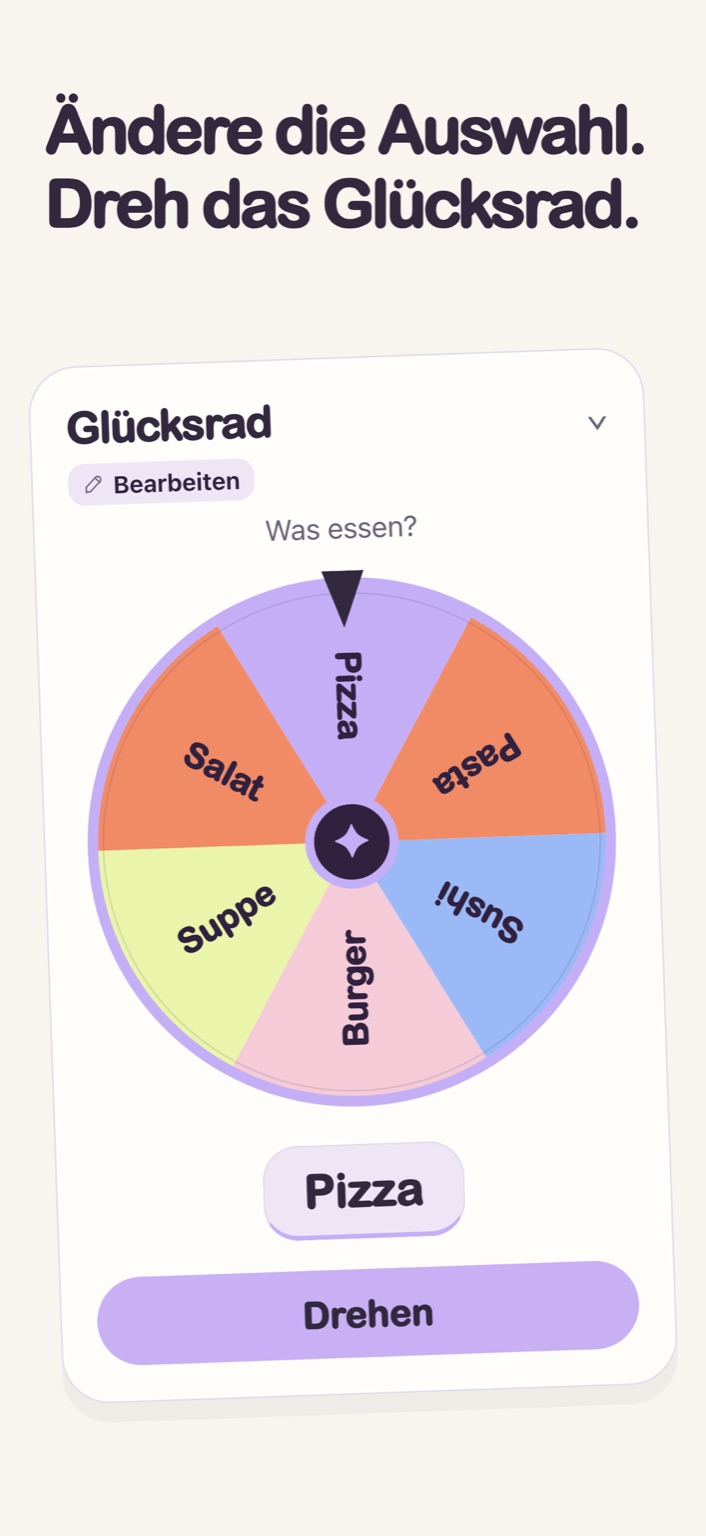 Ändere die Auswahl.
Dreh das Glücksrad.
Glücksrad
Bearbeiten
Was essen?
Pizza
Pasta
Sushi
Burger
Suppe
Salat
Pizza
Drehen